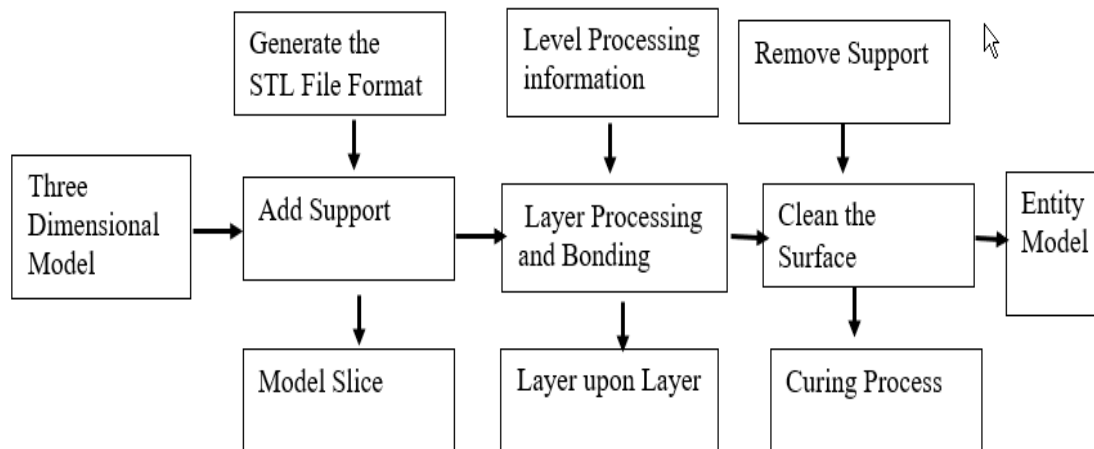 Generate the
STL File Format
Level Processing
information
Remove Support
Three
Dimensional
Model
Add Support
Layer Processing
and Bonding
Clean the
Surface
Entity
Model
Model Slice
Layer upon Layer
Curing Process